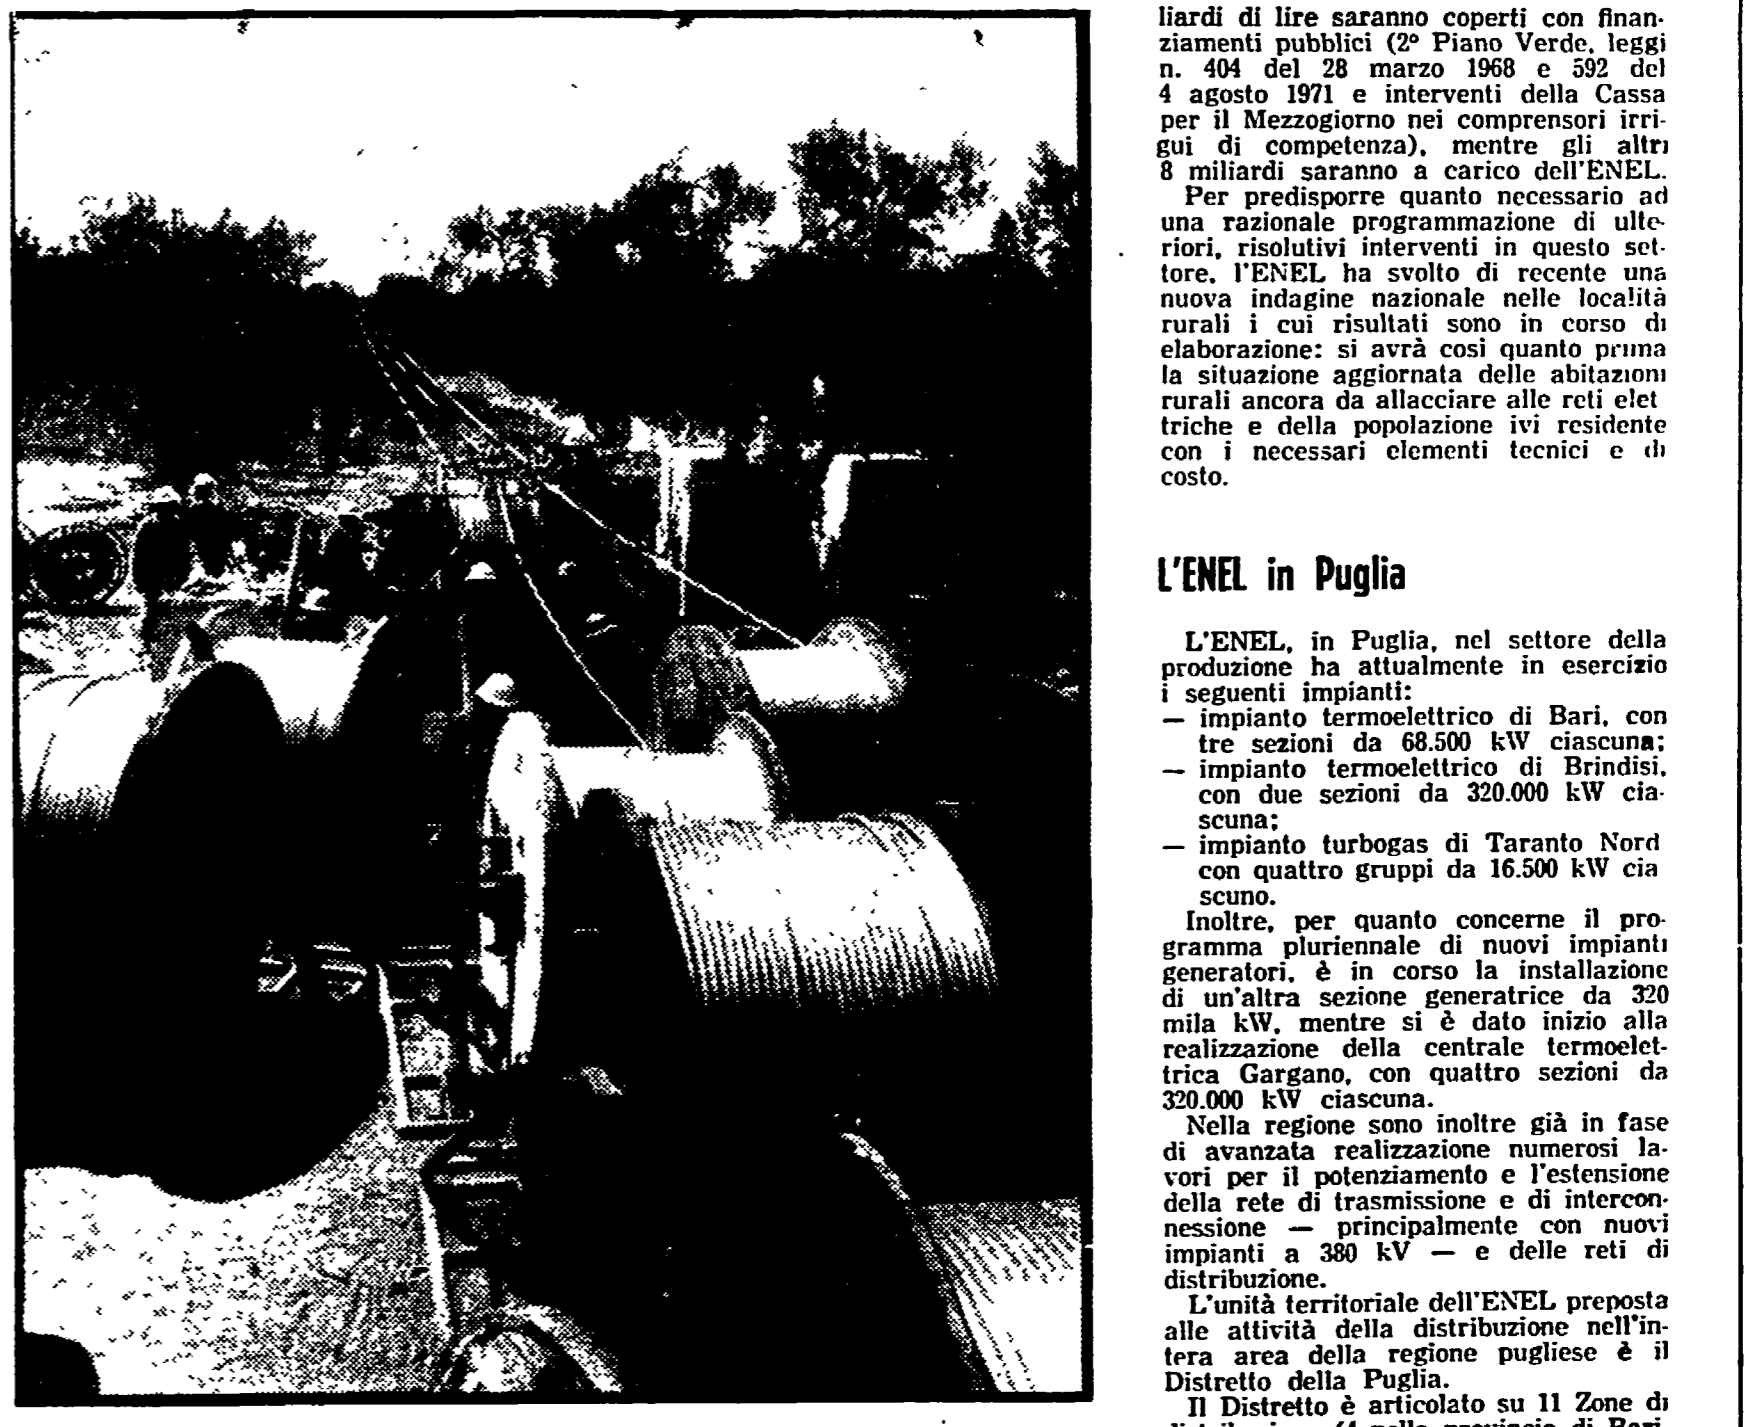 liardi di lire saranno coperti con finan-
ziamenti pubblici (2° Piano Verde, leggi
n. 404 del 28 marzo 1968 e 592 del
4 agosto 1971 e interventi della Cassa
per il Mezzogiorno nei comprensori irri-
gui di competenza), mentre gli altri
8 miliardi saranno a carico dell'ENEL.
Per predisporre quanto necessario ad
una razionale programmazione di ulte-
riori, risolutivi interventi in questo set-
tore, l'ENEL ha svolto di recente una
nuova indagine nazionale nelle località
rurali i cui risultati sono in corso di
elaborazione: si avrà così quanto prima
la situazione aggiornata delle abitazioni
rurali ancora da allacciare alle reti elet
triche e della popolazione ivi residente
con i necessari elementi tecnici e di
costo.
L'ENEL in Puglia
L'ENEL, in Puglia, nel settore della
produzione ha attualmente in esercizio
i seguenti impianti:
— impianto termoelettrico di Bari, con
tre sezioni da 68.500 kW ciascuna;
— impianto termoelettrico di Brindisi,
con due sezioni da 320.000 kW cia-
scuna;
— impianto turbogas di Taranto Nord
con quattro gruppi da 16.500 kW cia
scuno.
Inoltre, per quanto concerne il pro-
gramma pluriennale di nuovi impianti
generatori, è in corso la installazione
di un'altra sezione generatrice da 320
mila kW, mentre si è dato inizio alla
realizzazione della centrale termoelet-
trica Gargano, con quattro sezioni da
320.000 kW ciascuna.
Nella regione sono inoltre già in fase
di avanzata realizzazione numerosi la-
vori per il potenziamento e l'estensione
della rete di trasmissione e di intercon-
nessione — principalmente con nuovi
impianti a 380 kV — e delle reti di
distribuzione.
L'unità territoriale dell'ENEL preposta
alle attività della distribuzione nell'in-
tera area della regione pugliese è il
Distretto della Puglia.
Il Distretto è articolato su 11 Zone di